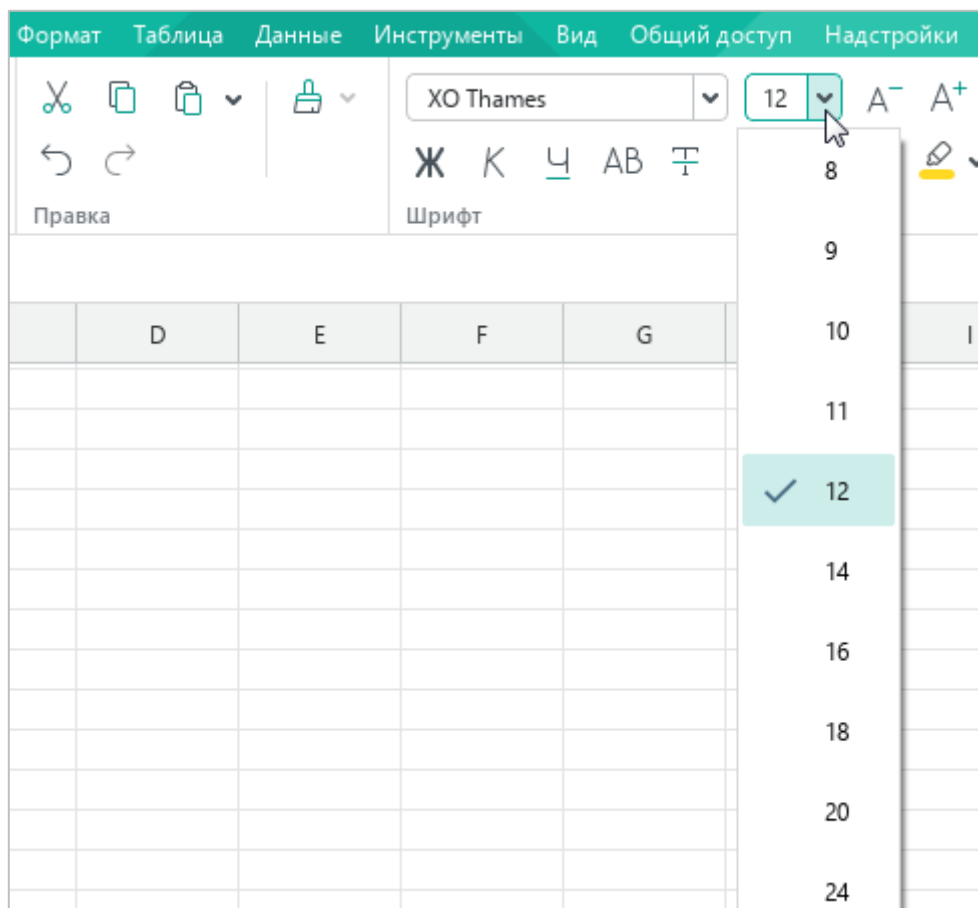 Формат Таблица Данные Инструменты Вид Общий доступ Надстройки
XO Thames 12 A− A+
Ж К Ч АВ Т
Правка Шрифт
D E F G I
8
9
10
11
12
14
16
18
20
24